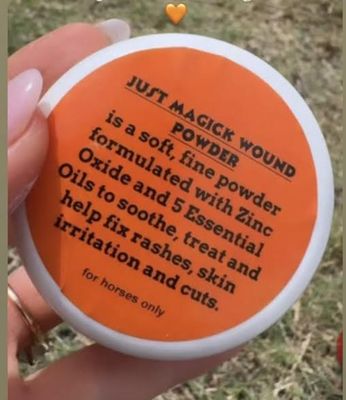 JUST MAGICK WOUND
POWDER
is a soft, fine powder
formulated with Zinc
Oxide and 5 Essential
Oils to soothe, treat and
help fix rashes, skin
irritation and cuts.
for horses only